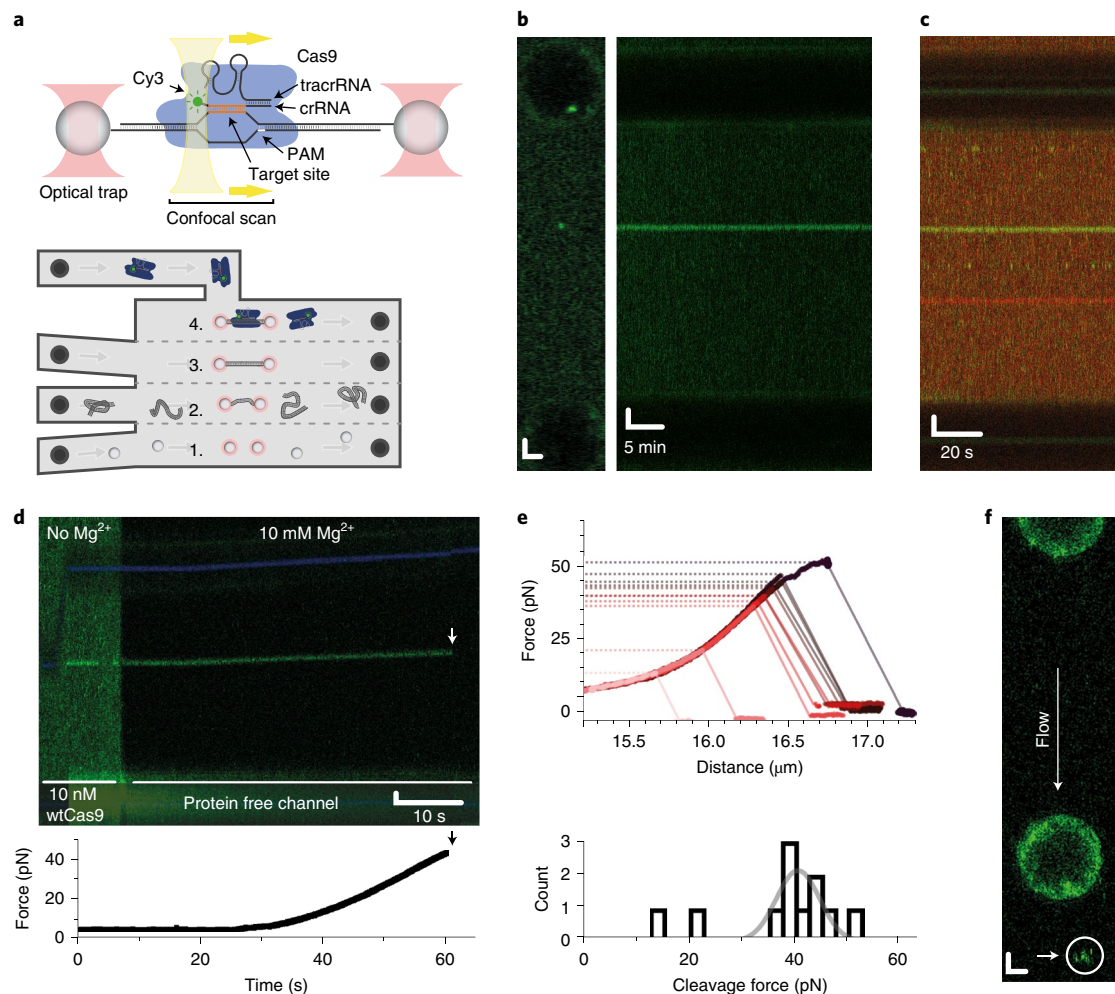 a
Cas9
Cy3
tracrRNA
crRNA
PAM
Target site
Optical trap
Confocal scan
4.
3.
2.
1.
b
5 min
c
20 s
d
No Mg2+
10 mM Mg2+
10 nM
wtCas9
Protein free channel
10 s
Force (pN)
40
20
0
0
20
40
60
Time (s)
e
Force (pN)
50
25
0
15.5
16.0
16.5
17.0
Distance (μm)
Count
3
2
1
0
0
20
40
60
Cleavage force (pN)
f
Flow